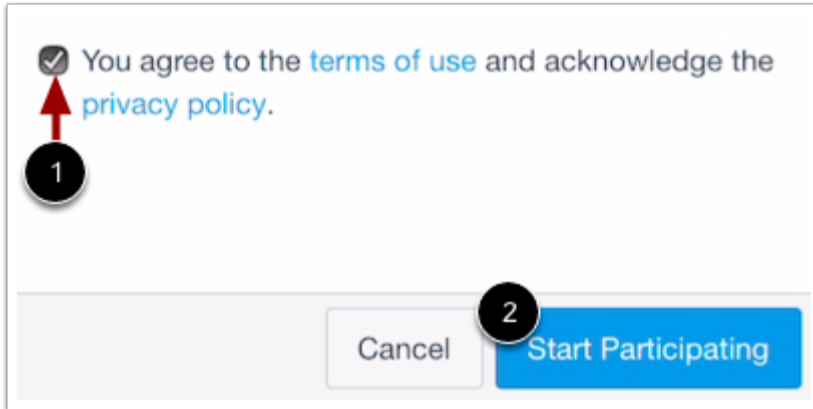 You agree to the terms of use and acknowledge the
privacy policy.
1
2
Cancel
Start Participating